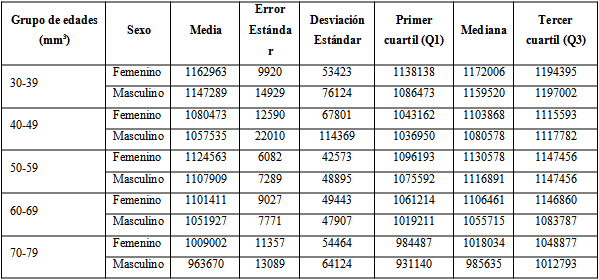 Grupo de edades (mm³) Sexo Media Error Estándar Desviación Estándar Primer cuartil (Q1) Mediana Tercer cuartil (Q3)
30-39 Femenino 1162963 9920 53423 1138138 1172006 1194395
Masculino 1147289 14929 76124 1086473 1159520 1197002
40-49 Femenino 1080473 12590 67801 1043162 1103868 1115593
Masculino 1057535 22010 114369 1036950 1080578 1117782
50-59 Femenino 1124563 6082 42573 1096193 1130578 1147456
Masculino 1107909 7289 48895 1075592 1116891 1147456
60-69 Femenino 1101411 9027 49443 1061214 1106461 1146860
Masculino 1051927 7771 47907 1019211 1055715 1083787
70-79 Femenino 1009002 11357 54464 984487 1018034 1048877
Masculino 963670 13089 64124 931140 985635 1012793